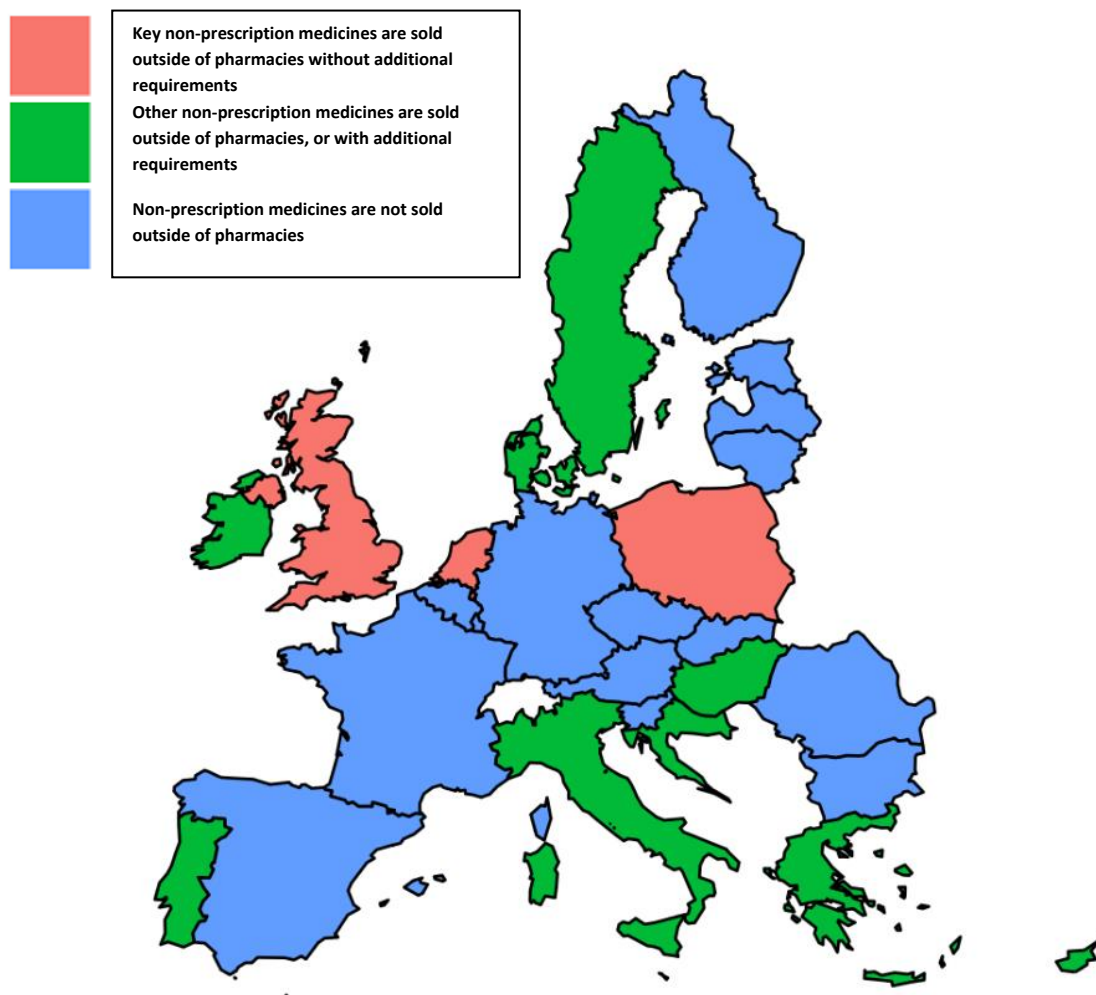 Key non-prescription medicines are sold
outside of pharmacies without additional
requirements
Other non-prescription medicines are sold
outside of pharmacies, or with additional
requirements
Non-prescription medicines are not sold
outside of pharmacies